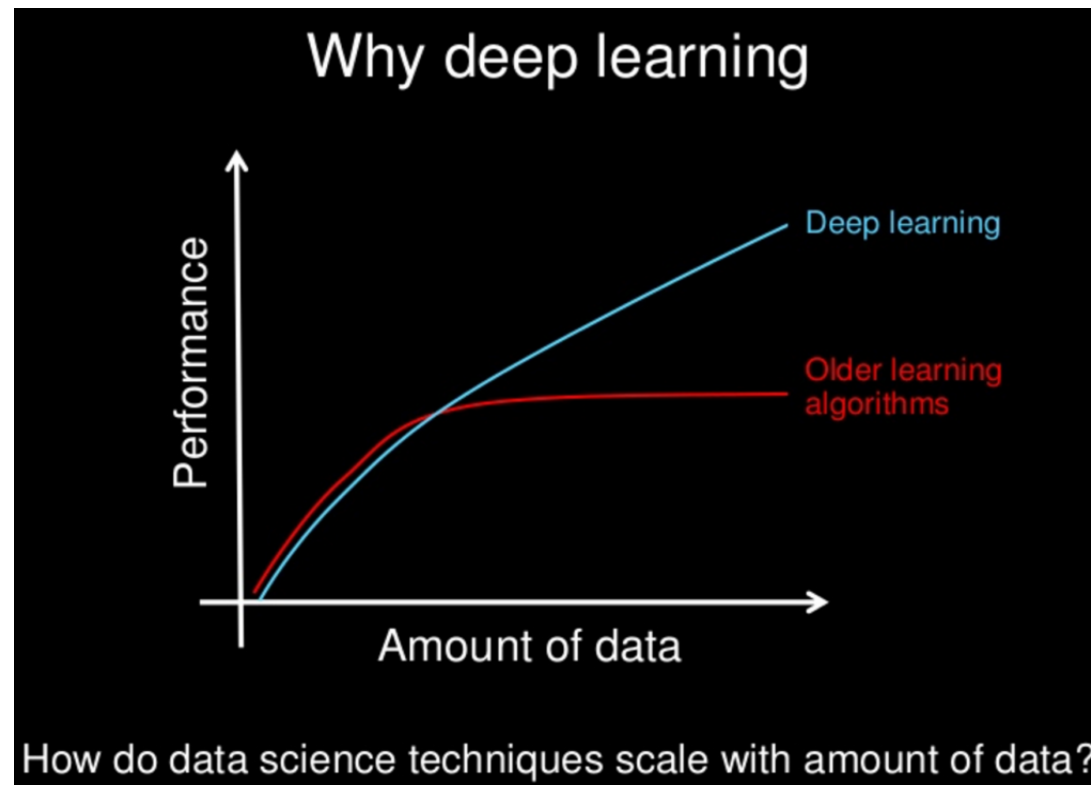 Why deep learning
Performance
Deep learning
Older learning
algorithms
Amount of data
How do data science techniques scale with amount of data?